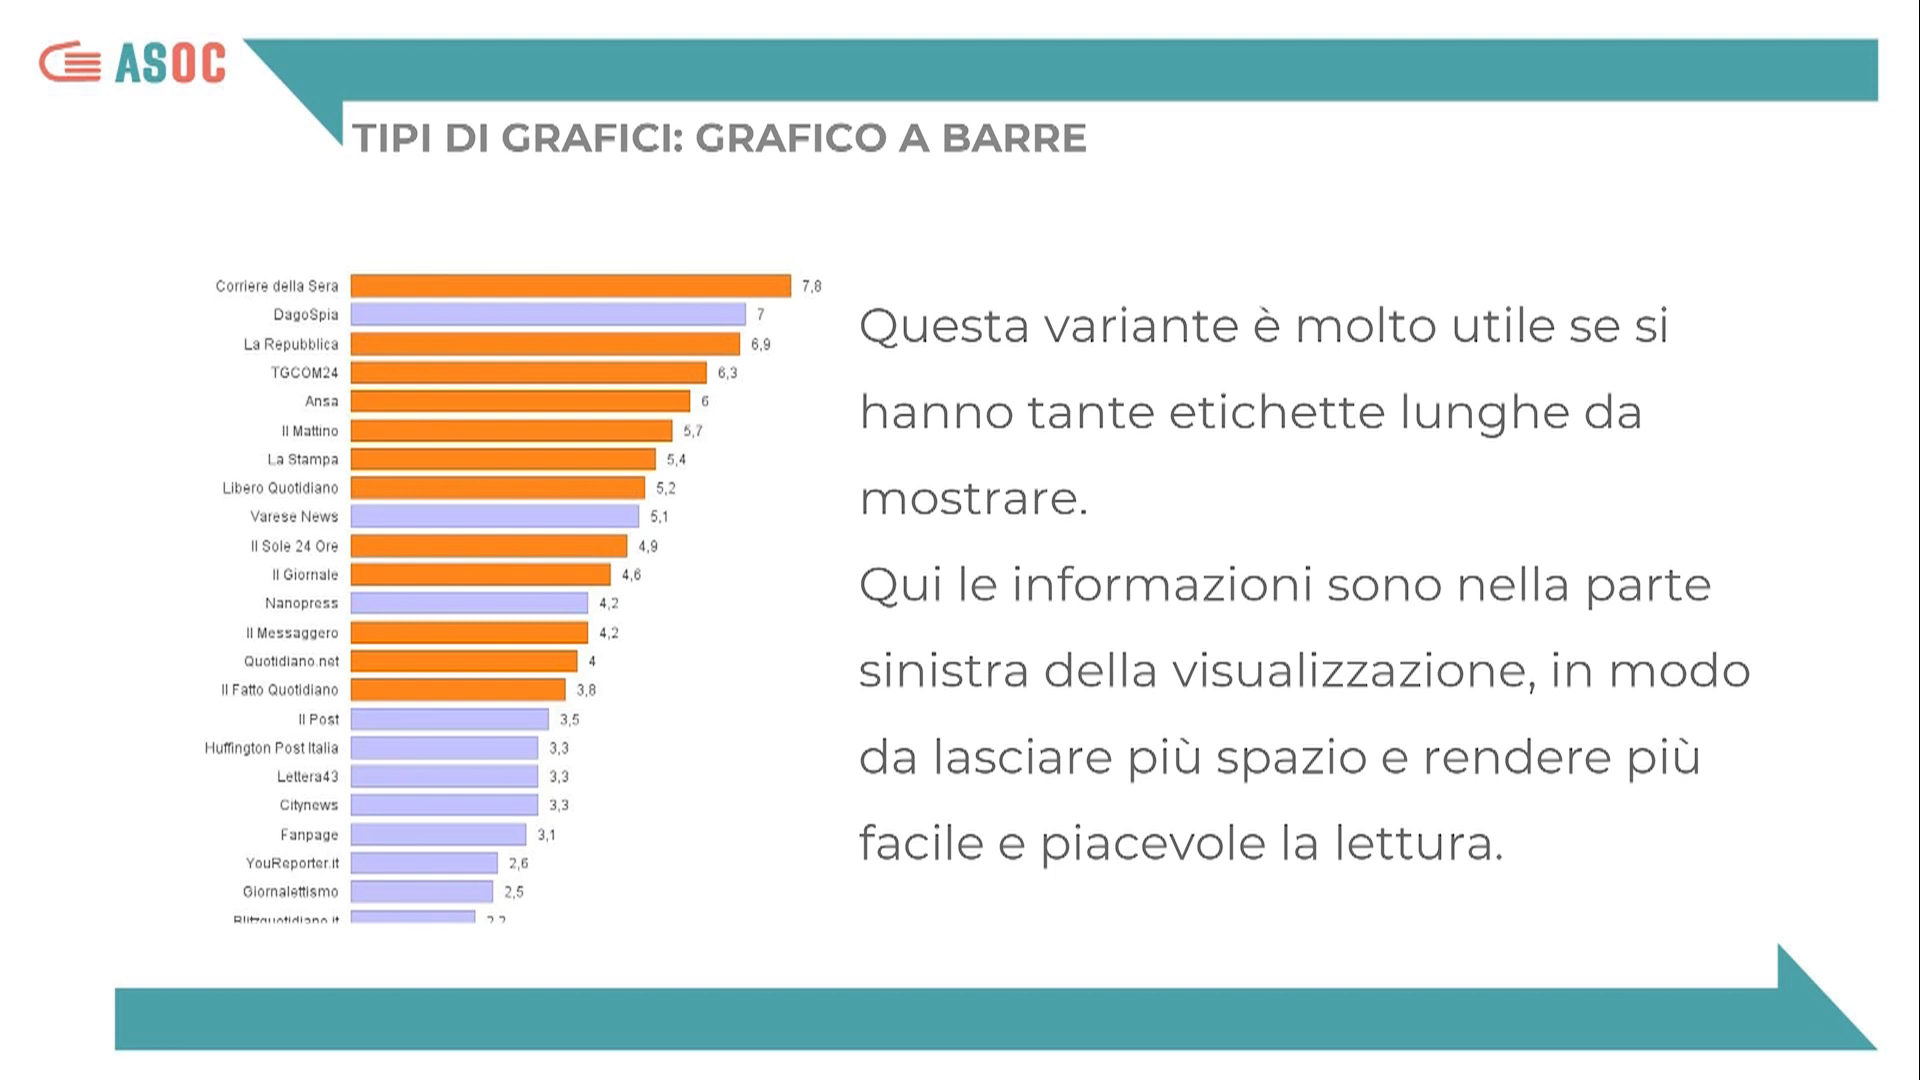 ASOC
TIPI DI GRAFICI: GRAFICO A BARRE
Corriere della Sera 7,8
DagoSpia 7
La Repubblica 6,9
TGCOM24 6,3
Ansa 6
Il Mattino 5,7
La Stampa 5,4
Libero Quotidiano 5,2
Varese News 5,1
Il Sole 24 Ore 4,9
Il Giornale 4,6
Nanopress 4,2
Il Messaggero 4,2
Quotidiano.net 4
Il Fatto Quotidiano 3,8
Il Post 3,5
Huffington Post Italia 3,3
Lettera43 3,3
Citynews 3,3
Fanpage 3,1
YouReporter.it 2,6
Giornalettismo 2,5
Blitzquotidiano.it
Questa variante è molto utile se si
hanno tante etichette lunghe da
mostrare.
Qui le informazioni sono nella parte
sinistra della visualizzazione, in modo
da lasciare più spazio e rendere più
facile e piacevole la lettura.